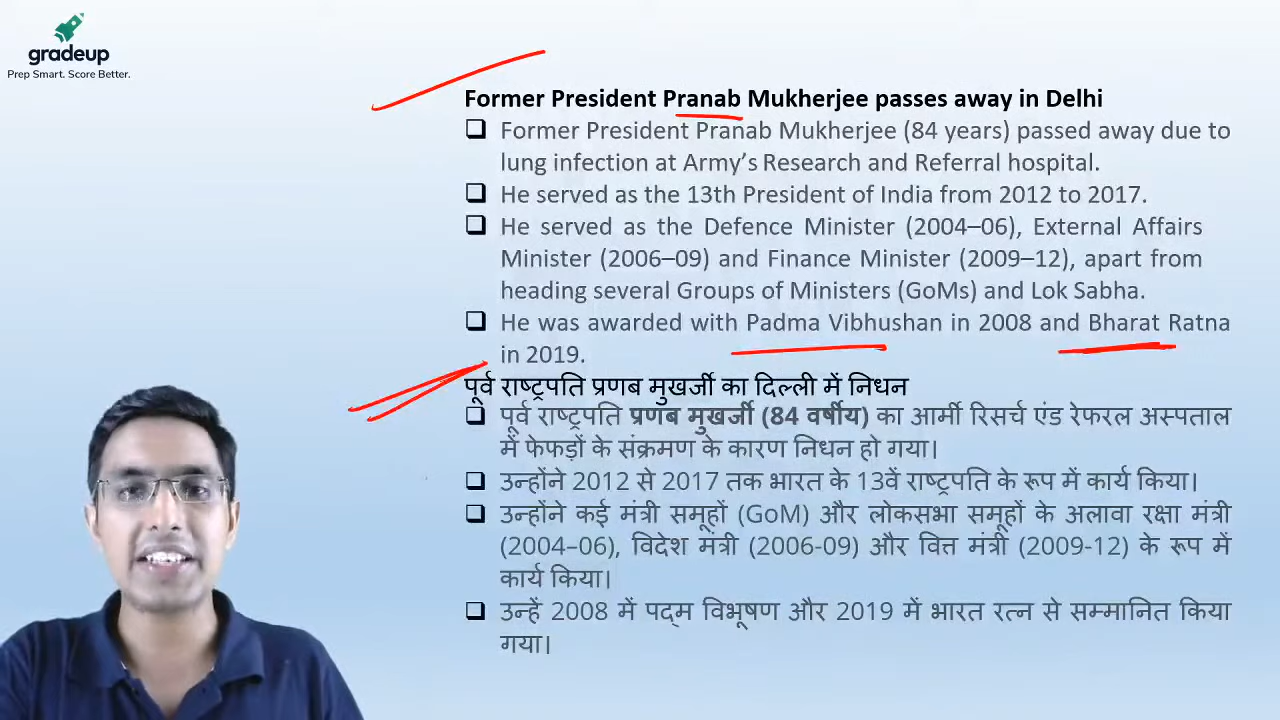 gradeup
Prep Smart. Score Better.
Former President Pranab Mukherjee passes away in Delhi
❑ Former President Pranab Mukherjee (84 years) passed away due to
lung infection at Army’s Research and Referral hospital.
❑ He served as the 13th President of India from 2012 to 2017.
❑ He served as the Defence Minister (2004–06), External Affairs
Minister (2006–09) and Finance Minister (2009–12), apart from
heading several Groups of Ministers (GoMs) and Lok Sabha.
❑ He was awarded with Padma Vibhushan in 2008 and Bharat Ratna
in 2019.
पूर्व राष्ट्रपति प्रणब मुखर्जी का दिल्ली में निधन
❑ पूर्व राष्ट्रपति प्रणब मुखर्जी (84 वर्षीय) का आर्मी रिसर्च एंड रेफरल अस्पताल
में फेफड़ों के संक्रमण के कारण निधन हो गया।
❑ उन्होंने 2012 से 2017 तक भारत के 13वें राष्ट्रपति के रूप में कार्य किया।
❑ उन्होंने कई मंत्री समूहों (GoM) और लोकसभा समूहों के अलावा रक्षा मंत्री
(2004–06), विदेश मंत्री (2006-09) और वित्त मंत्री (2009-12) के रूप में
कार्य किया।
❑ उन्हें 2008 में पद्म विभूषण और 2019 में भारत रत्न से सम्मानित किया
गया।